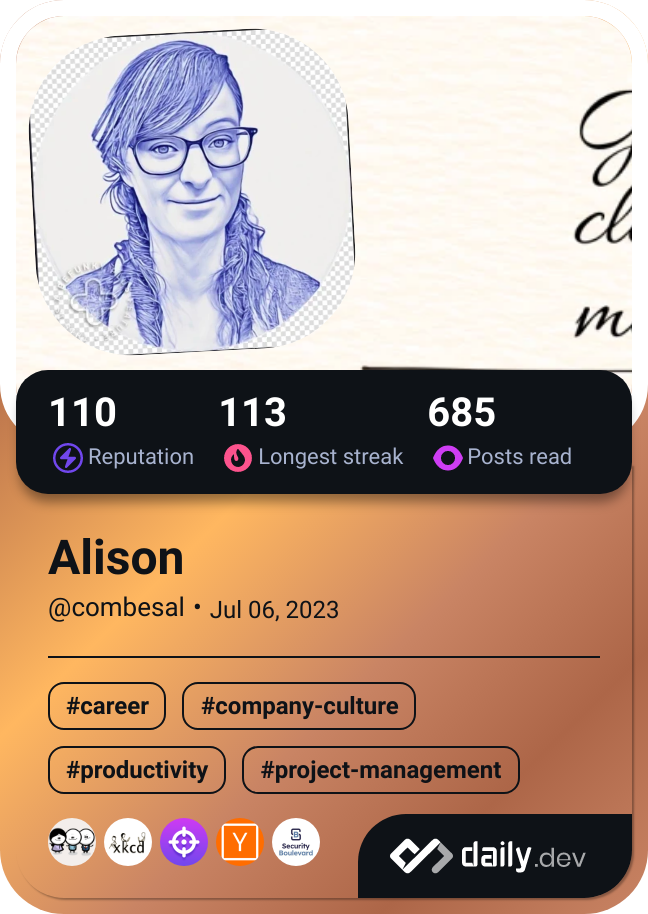 110
113
685
Reputation
Longest streak
Posts read
Alison
@combesal • Jul 06, 2023
#career
#company-culture
#productivity
#project-management
xkcd
Y
Security
Boulevard
daily.dev